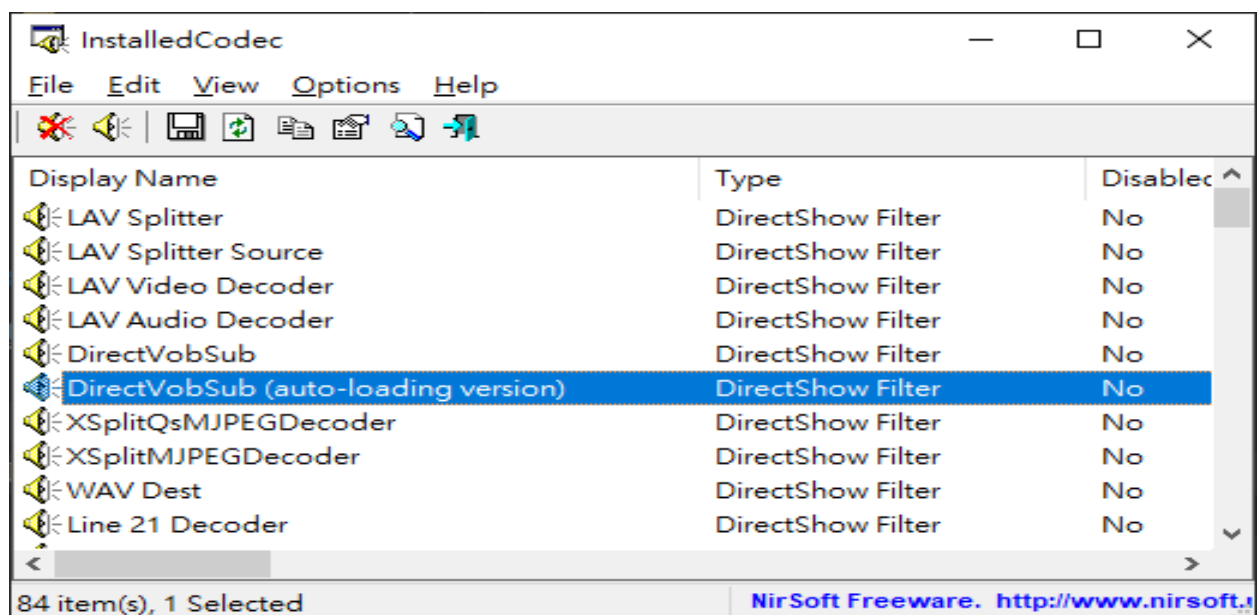 InstalledCodec
File Edit View Options Help
Display Name Type Disabled
LAV Splitter DirectShow Filter No
LAV Splitter Source DirectShow Filter No
LAV Video Decoder DirectShow Filter No
LAV Audio Decoder DirectShow Filter No
DirectVobSub DirectShow Filter No
DirectVobSub (auto-loading version) DirectShow Filter No
XSplitQsMJPEGDecoder DirectShow Filter No
XSplitMJPEGDecoder DirectShow Filter No
WAV Dest DirectShow Filter No
Line 21 Decoder DirectShow Filter No
84 item(s), 1 Selected NirSoft Freeware. http://www.nirsoft.